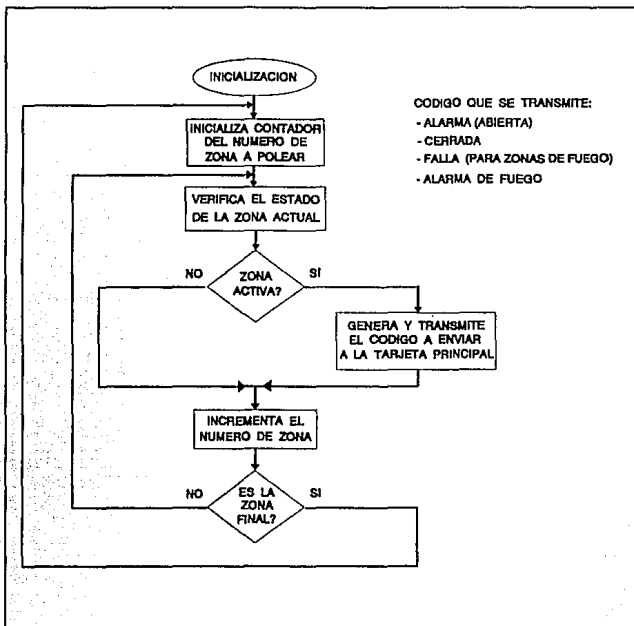 INICIALIZACION
CODIGO QUE SE TRANSMITE:
- ALARMA (ABIERTA)
- CERRADA
- FALLA (PARA ZONAS DE FUEGO)
- ALARMA DE FUEGO
INICIALIZA CONTADOR
DEL NUMERO DE
ZONA A POLEAR
VERIFICA EL ESTADO
DE LA ZONA ACTUAL
NO
ZONA
ACTIVA?
SI
GENERA Y TRANSMITE
EL CODIGO A ENVIAR
A LA TARJETA PRINCIPAL
INCREMENTA EL
NUMERO DE ZONA
NO
ES LA
ZONA
FINAL?
SI